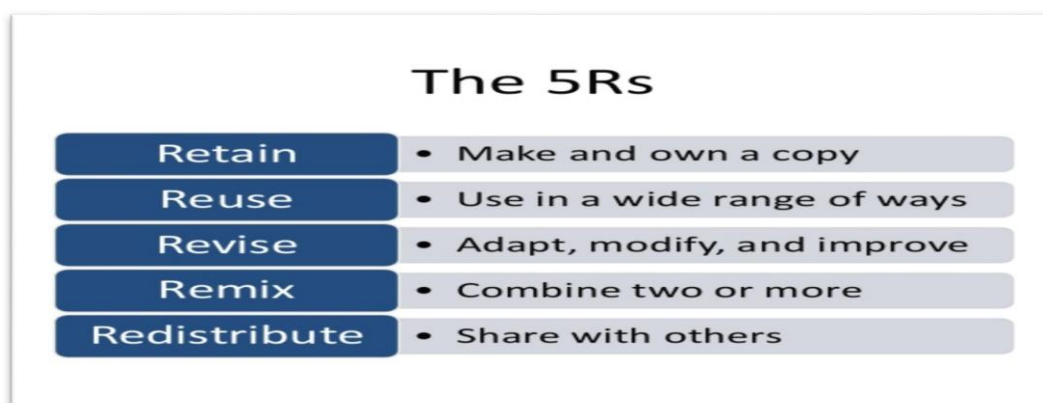 The 5Rs
Retain • Make and own a copy
Reuse • Use in a wide range of ways
Revise • Adapt, modify, and improve
Remix • Combine two or more
Redistribute • Share with others